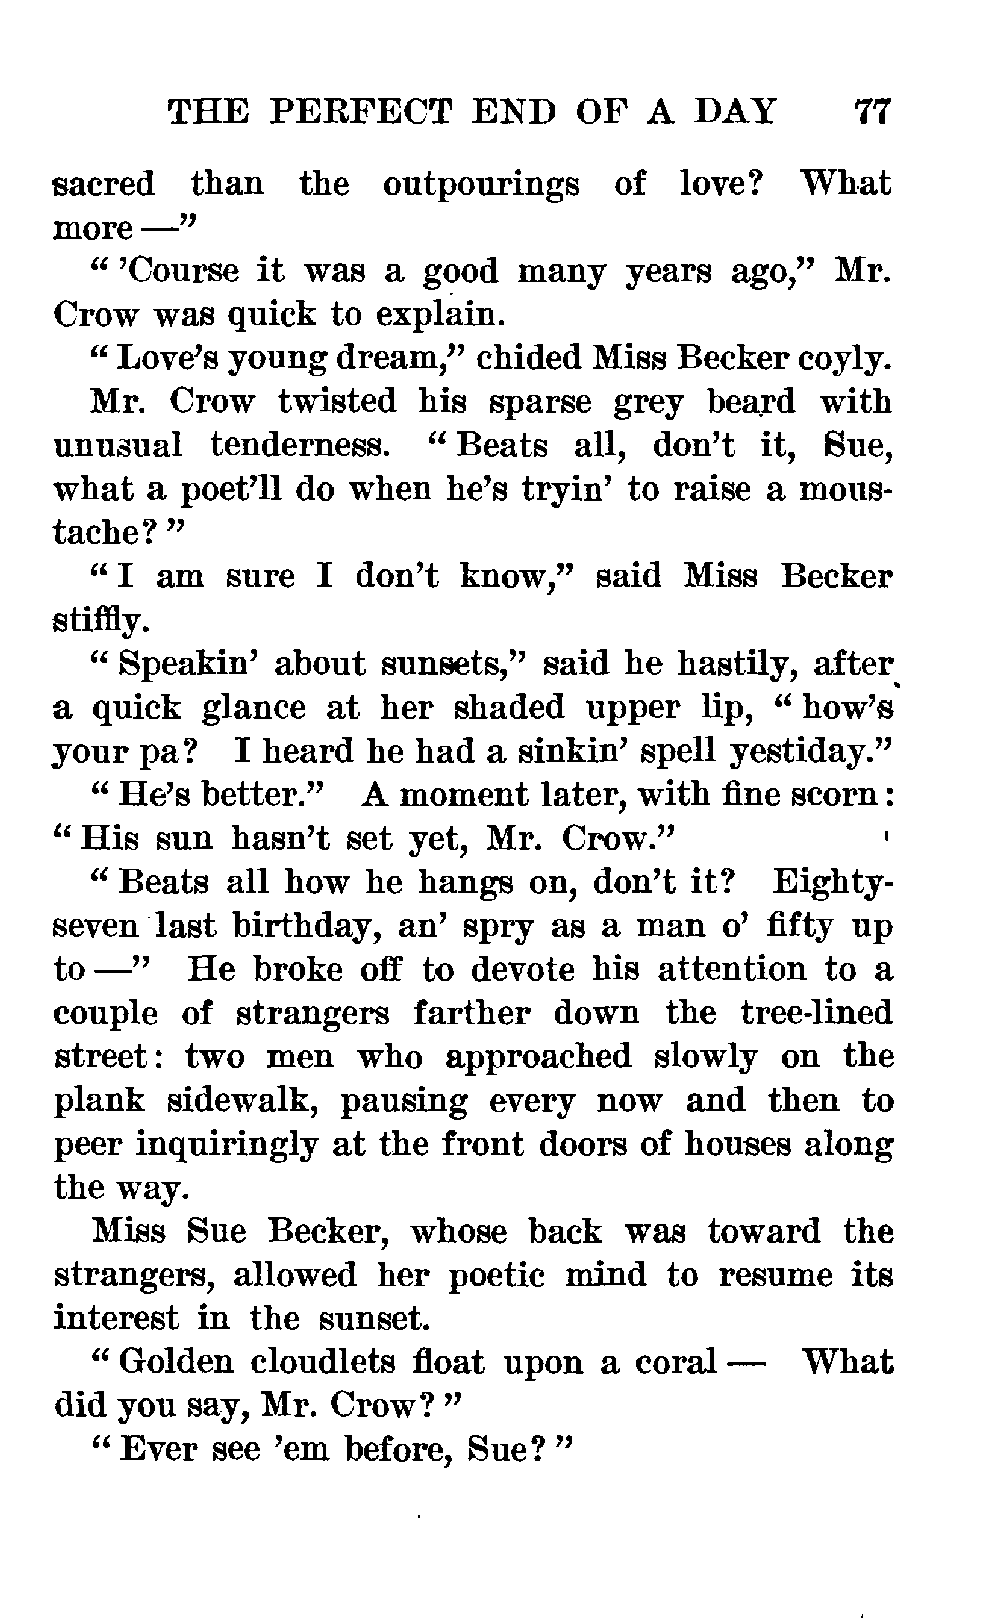 THE PERFECT END OF A DAY 77
sacred than the outpourings of love? What
more —"
" 'Course it was a good many years ago," Mr.
Crow was quick to explain.
" Love's young dream," chided Miss Becker coyly.
Mr. Crow twisted his sparse grey beard with
unusual tenderness. " Beats all, don't it, Sue,
what a poet'll do when he's tryin' to raise a mous-
tache? "
" I am sure I don't know," said Miss Becker
stiffly.
" Speakin' about sunsets," said he hastily, after
a quick glance at her shaded upper lip, " how's
your pa? I heard he had a sinkin' spell yestiday."
" He's better." A moment later, with fine scorn:
" His sun hasn't set yet, Mr. Crow."
" Beats all how he hangs on, don't it? Eighty-
seven last birthday, an' spry as a man o' fifty up
to —" He broke off to devote his attention to a
couple of strangers farther down the tree-lined
street: two men who approached slowly on the
plank sidewalk, pausing every now and then to
peer inquiringly at the front doors of houses along
the way.
Miss Sue Becker, whose back was toward the
strangers, allowed her poetic mind to resume its
interest in the sunset.
" Golden cloudlets float upon a coral — What
did you say, Mr. Crow? "
" Ever see 'em before, Sue? "